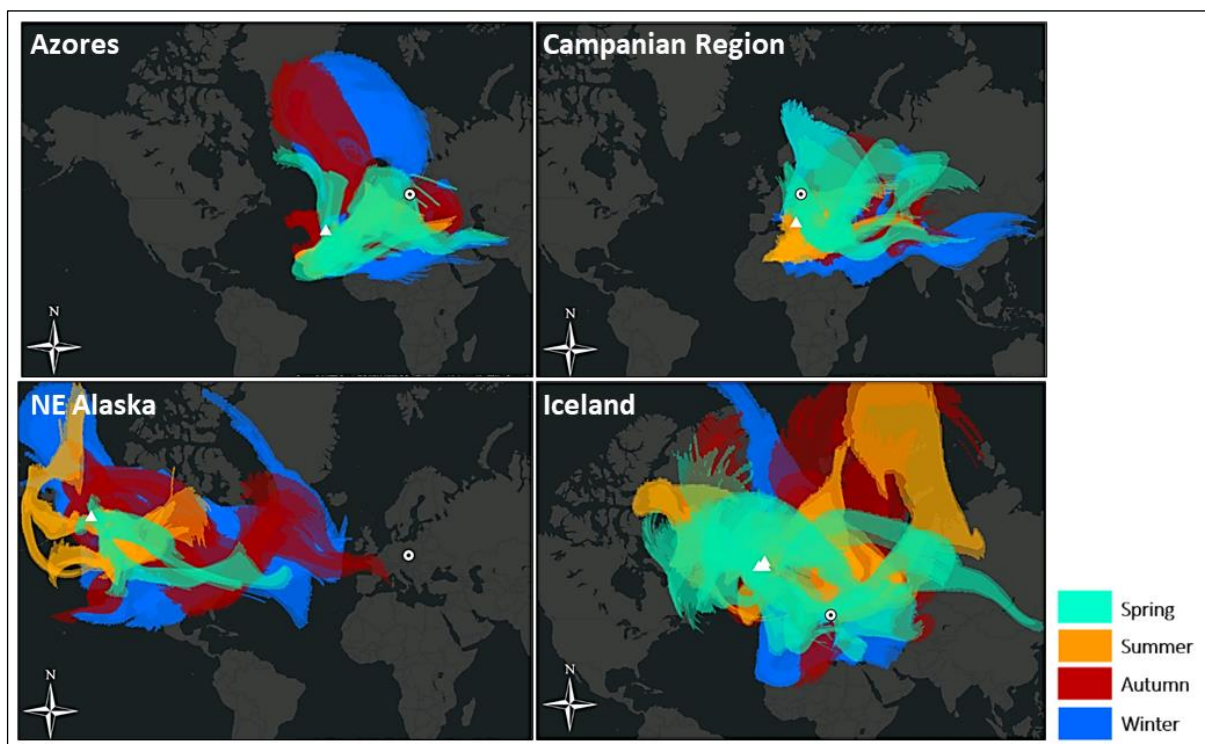 Azores
Campanian Region
N
N
NE Alaska
Iceland
N
N
Spring
Summer
Autumn
Winter